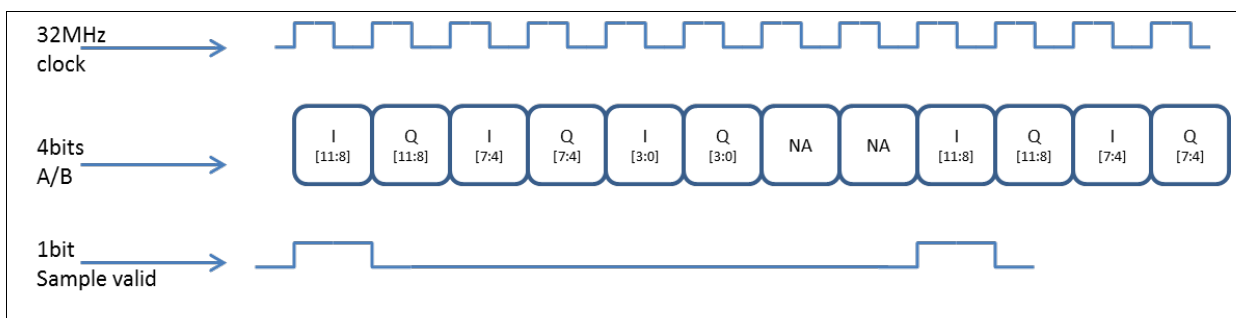 32MHz
clock
4bits
A/B
I
[11:8]
Q
[11:8]
I
[7:4]
Q
[7:4]
I
[3:0]
Q
[3:0]
NA
NA
I
[11:8]
Q
[11:8]
I
[7:4]
Q
[7:4]
1bit
Sample valid